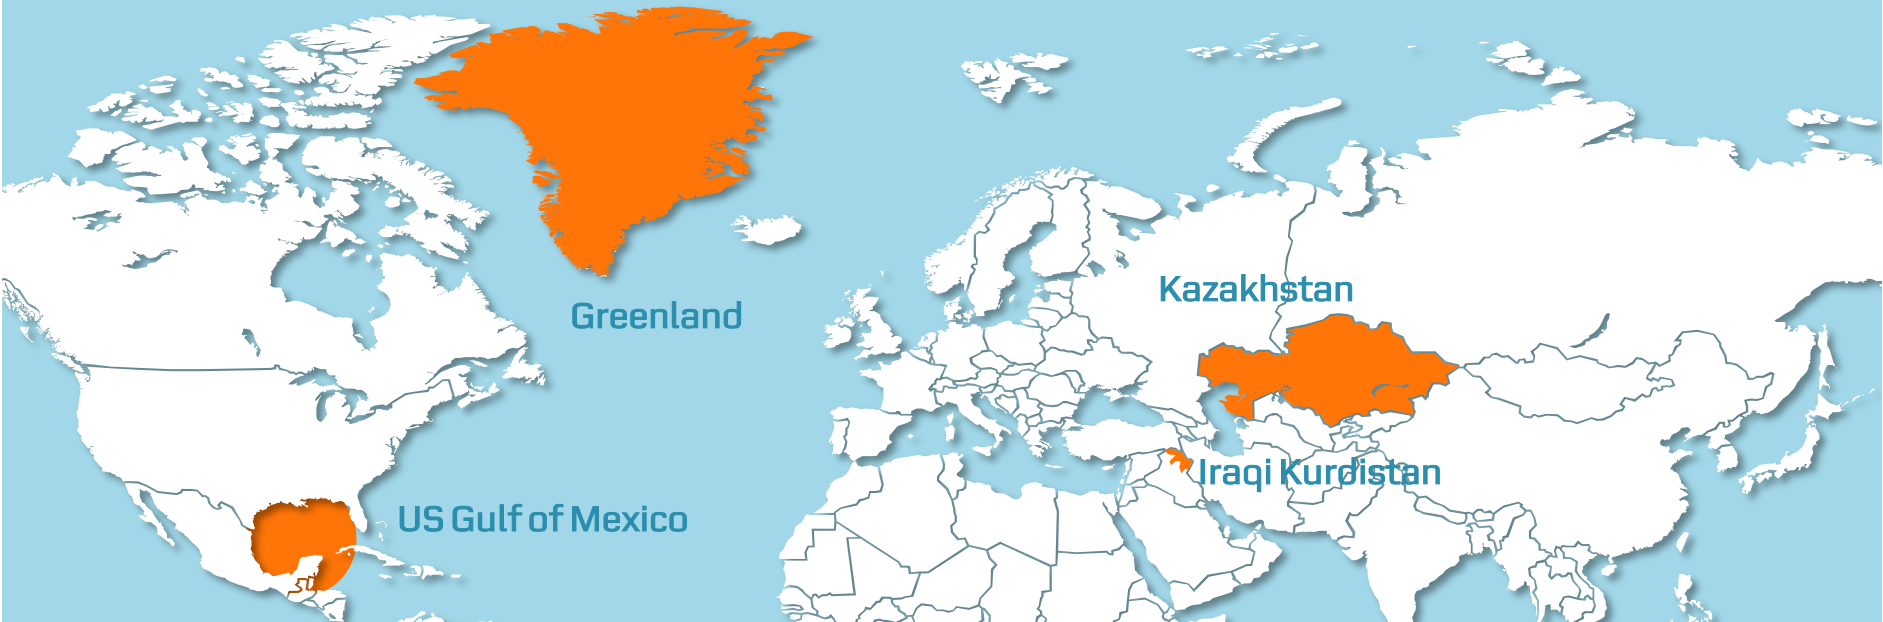 Kazakhstan
Greenland
Iraqi Kurdistan
US Gulf of Mexico